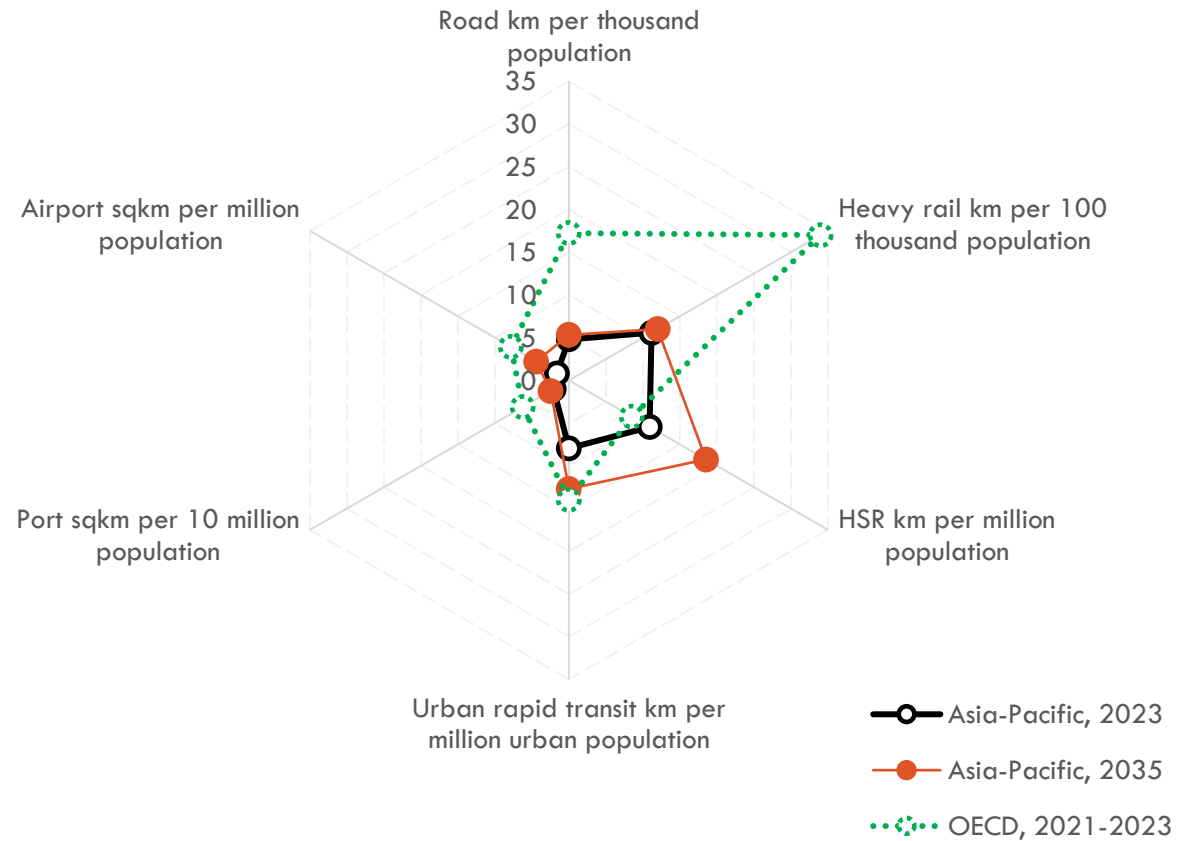 Road km per thousand
population
35
30
25
20
15
10
5
0
Airport sqkm per million
population
Heavy rail km per 100
thousand population
Port sqkm per 10 million
population
HSR km per million
population
Urban rapid transit km per
million urban population
Asia-Pacific, 2023
Asia-Pacific, 2035
OECD, 2021-2023